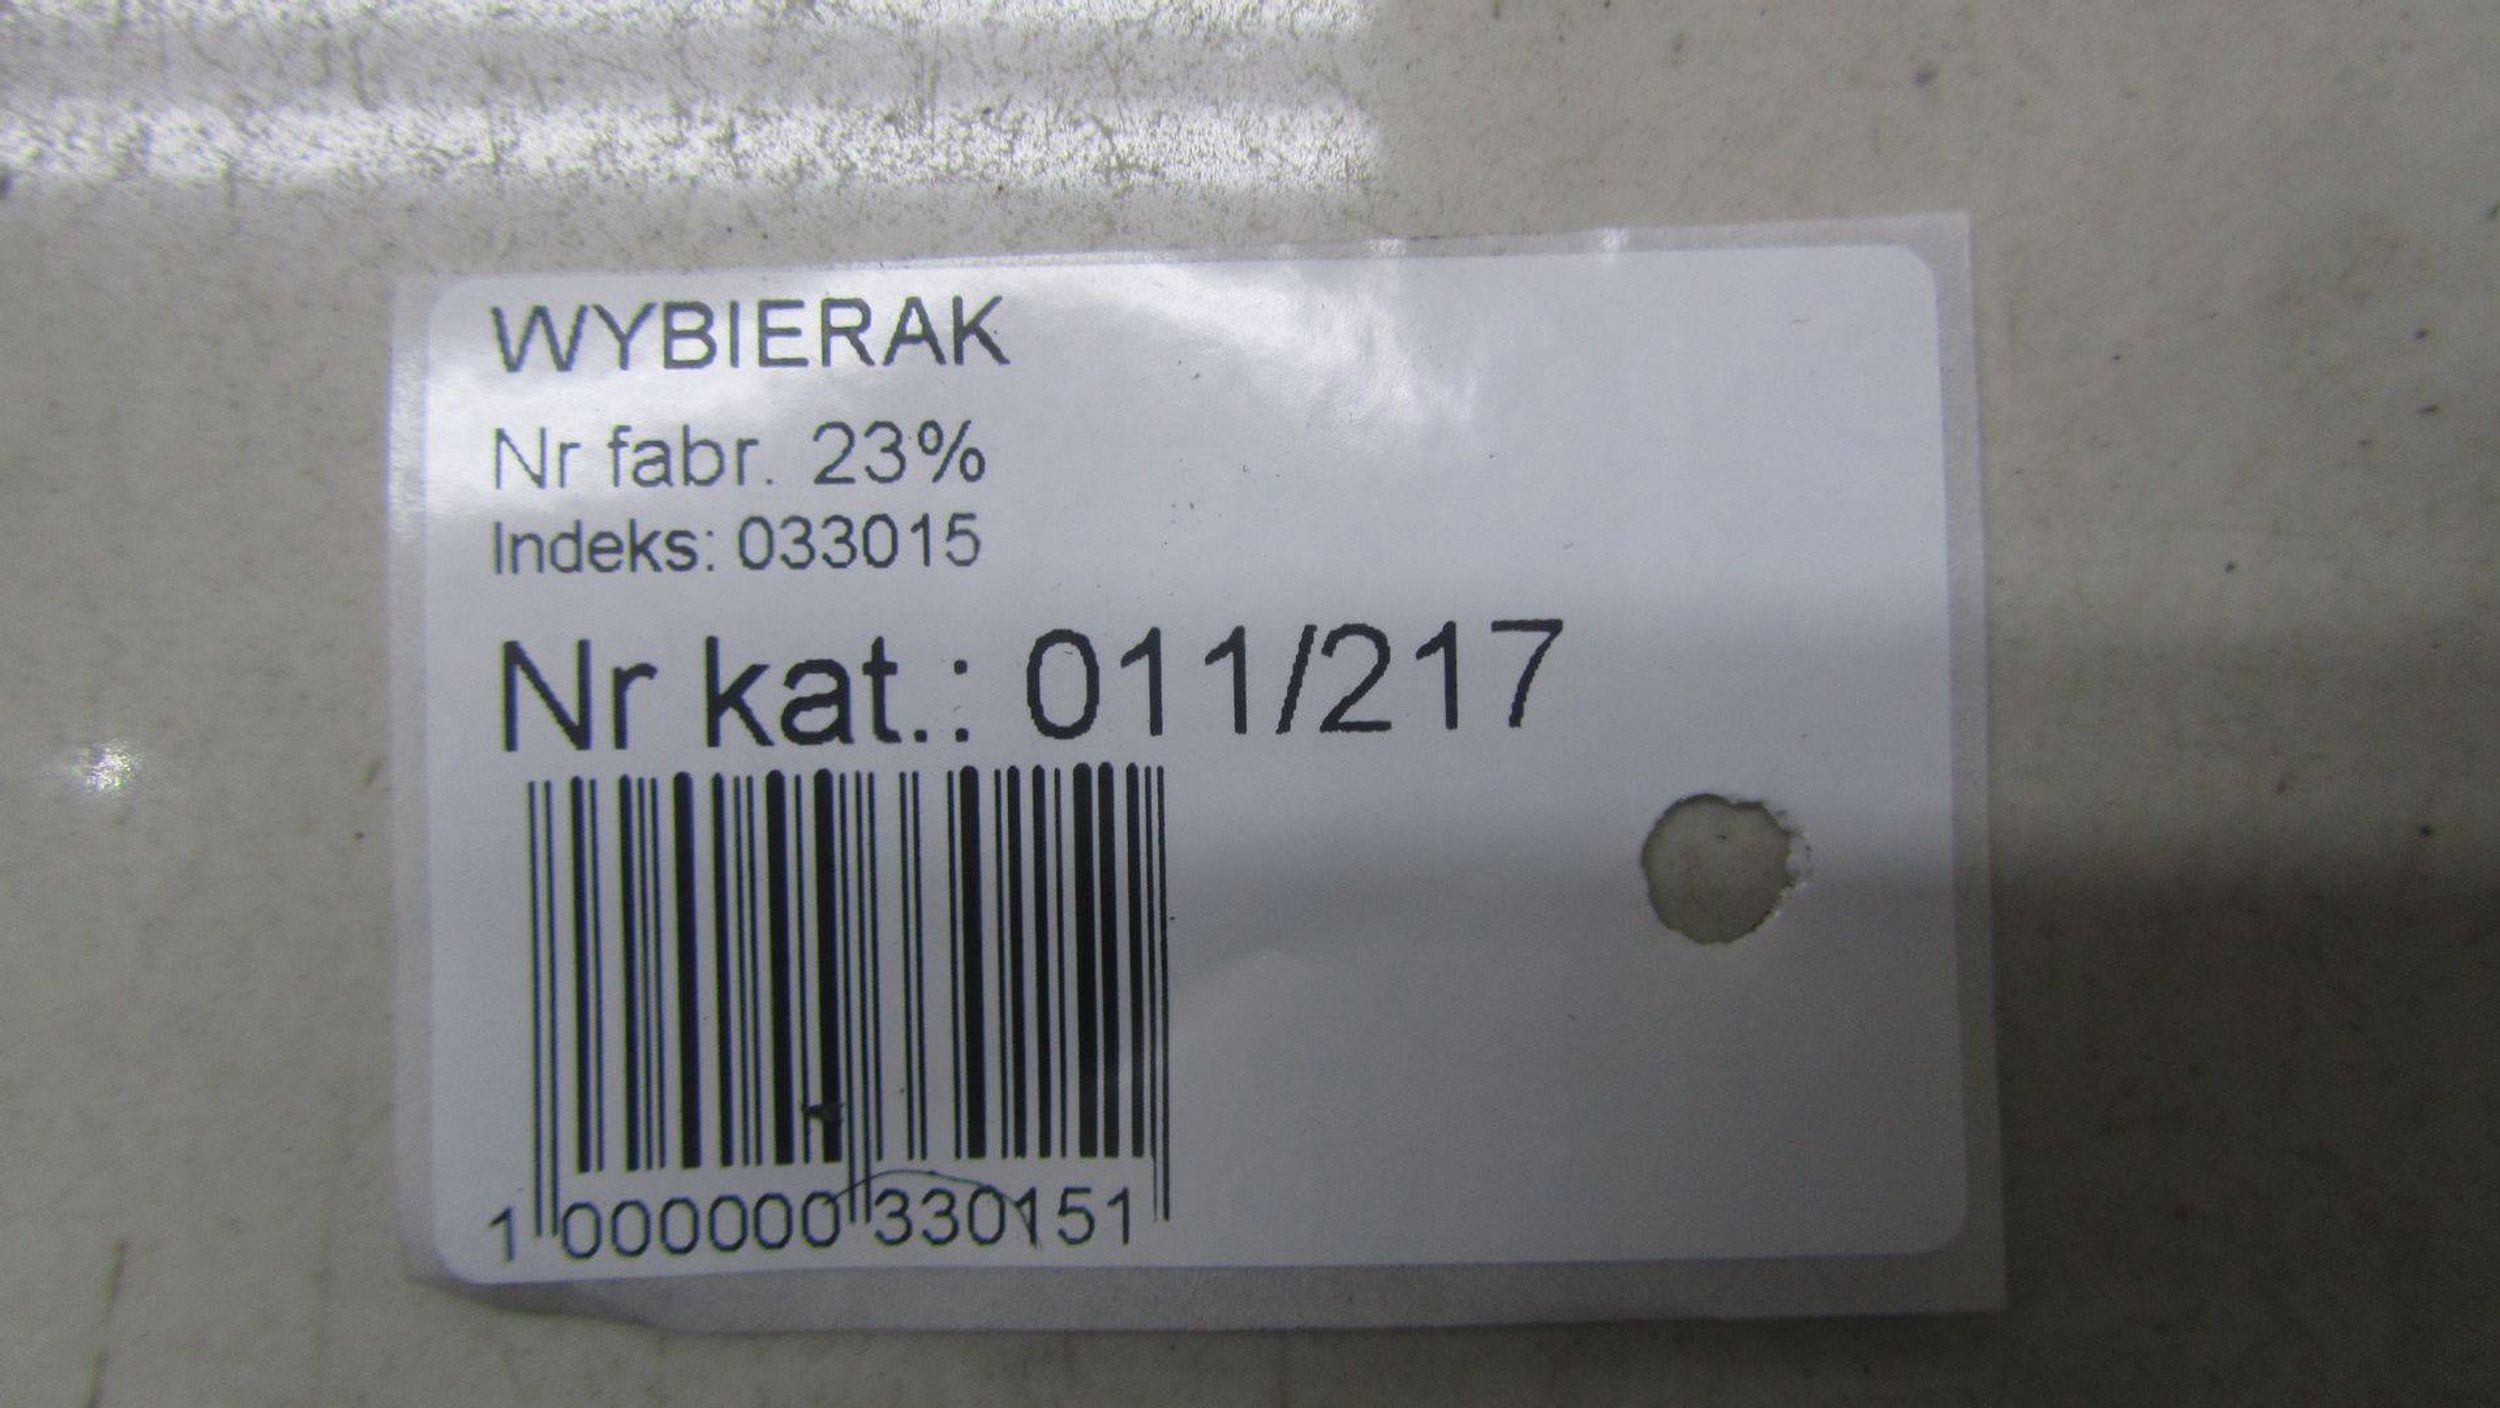 WYBIERAK
Nr fabr. 23%
Indeks: 033015
Nr kat.: 011/217
1 000000 330151